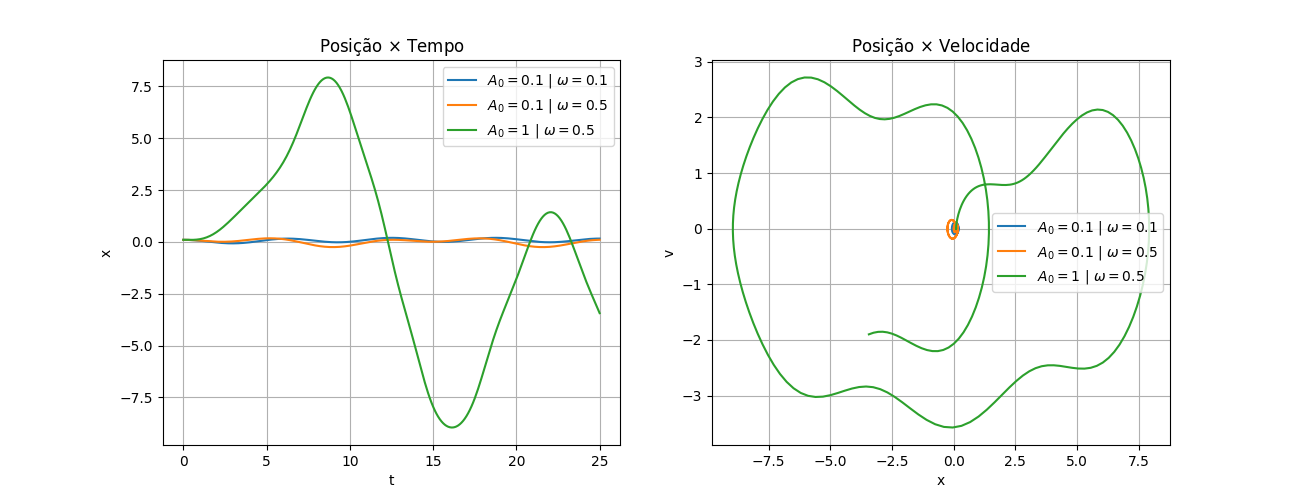 Posição × Tempo
x
7.5
5.0
2.5
0.0
−2.5
−5.0
−7.5
A₀ = 0.1 | ω = 0.1
A₀ = 0.1 | ω = 0.5
A₀ = 1 | ω = 0.5
0 5 10 15 20 25
t
Posição × Velocidade
v
3
2
1
0
−1
−2
−3
A₀ = 0.1 | ω = 0.1
A₀ = 0.1 | ω = 0.5
A₀ = 1 | ω = 0.5
−7.5 −5.0 −2.5 0.0 2.5 5.0 7.5
x